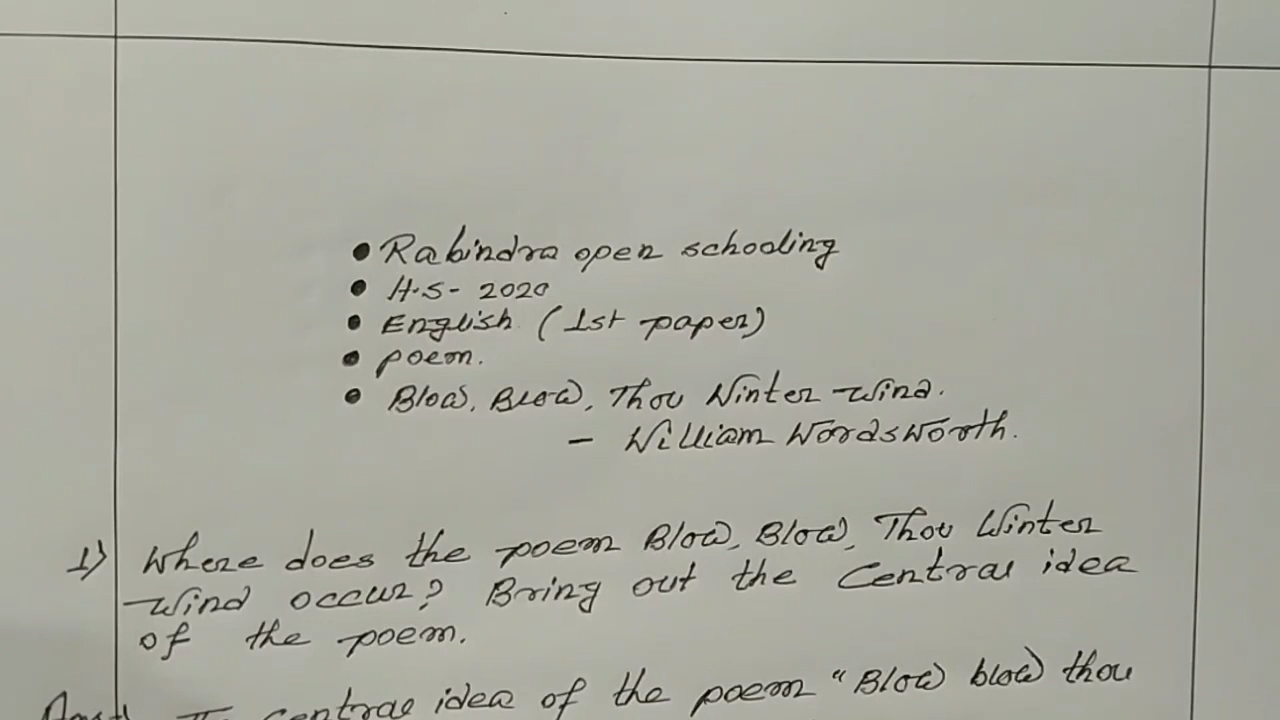 • Rabindra open schooling
• H.S - 2020
• English (1st paper)
• poem.
• Blow, Blow, Thou Winter wind.
– William Wordsworth.
1) Where does the poem Blow, Blow, Thou Winter
wind occur? Bring out the Central idea
of the poem.
central idea of the poem "Blow blow thou